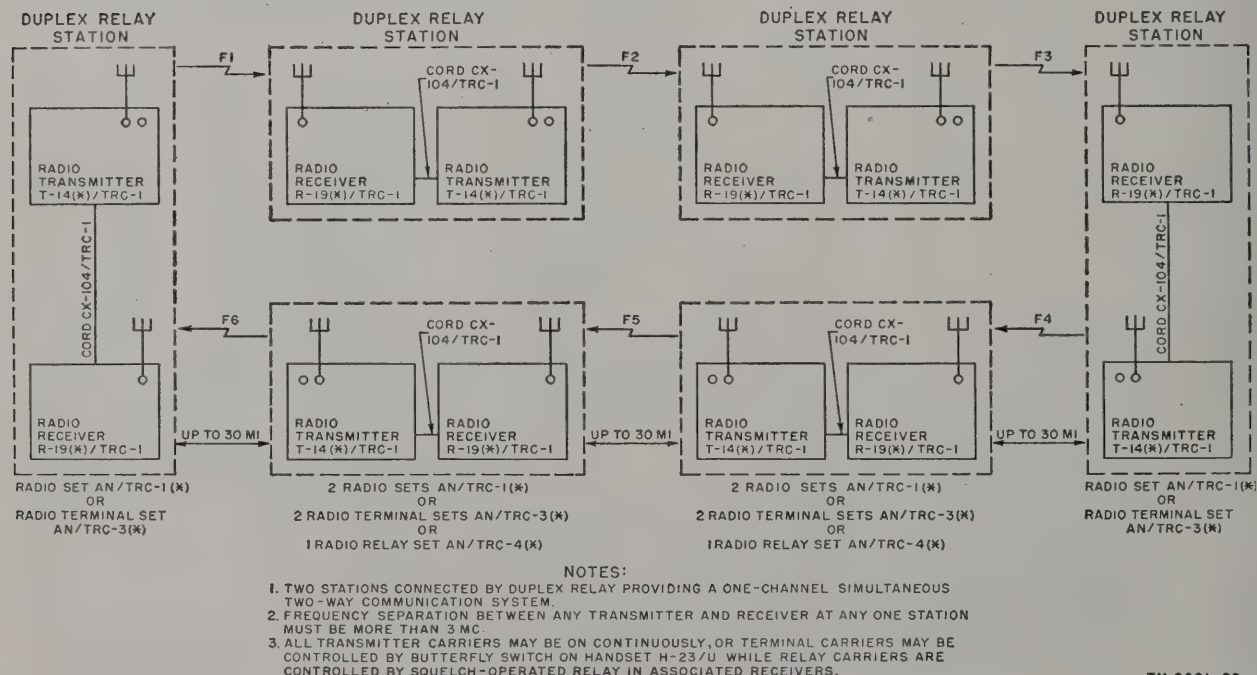 DUPLEX RELAY
STATION
DUPLEX RELAY
STATION
DUPLEX RELAY
STATION
DUPLEX RELAY
STATION
F1
F2
F3
CORD CX-
104/TRC-1
CORD CX-
104/TRC-1
RADIO
TRANSMITTER
T-14(*)/TRC-1
RADIO
RECEIVER
R-19(*)/TRC-1
RADIO
TRANSMITTER
T-14(*)/TRC-1
RADIO
RECEIVER
R-19(*)/TRC-1
RADIO
TRANSMITTER
T-14(*)/TRC-1
RADIO
RECEIVER
R-19(*)/TRC-1
CORD CX-104/TRC-1
CORD CX-104/TRC-1
F6
F5
F4
CORD CX-
104/TRC-1
CORD CX-
104/TRC-1
RADIO
RECEIVER
R-19(*)/TRC-1
RADIO
TRANSMITTER
T-14(*)/TRC-1
RADIO
RECEIVER
R-19(*)/TRC-1
RADIO
TRANSMITTER
T-14(*)/TRC-1
RADIO
RECEIVER
R-19(*)/TRC-1
RADIO
TRANSMITTER
T-14(*)/TRC-1
UP TO 30 MI
UP TO 30 MI
UP TO 30 MI
RADIO SET AN/TRC-1(*)
OR
RADIO TERMINAL SET
AN/TRC-3(*)
2 RADIO SETS AN/TRC-1(*)
OR
2 RADIO TERMINAL SETS AN/TRC-3(*)
OR
1 RADIO RELAY SET AN/TRC-4(*)
2 RADIO SETS AN/TRC-1(*)
OR
2 RADIO TERMINAL SETS AN/TRC-3(*)
OR
1 RADIO RELAY SET AN/TRC-4(*)
RADIO SET AN/TRC-1(*)
OR
RADIO TERMINAL SET
AN/TRC-3(*)
NOTES:
1. TWO STATIONS CONNECTED BY DUPLEX RELAY PROVIDING A ONE-CHANNEL SIMULTANEOUS
TWO-WAY COMMUNICATION SYSTEM.
2. FREQUENCY SEPARATION BETWEEN ANY TRANSMITTER AND RECEIVER AT ANY ONE STATION
MUST BE MORE THAN 3 MC.
3. ALL TRANSMITTER CARRIERS MAY BE ON CONTINUOUSLY, OR TERMINAL CARRIERS MAY BE
CONTROLLED BY BUTTERFLY SWITCH ON HANDSET H-23/U WHILE RELAY CARRIERS ARE
CONTROLLED BY SQUELCH-OPERATED RELAY IN ASSOCIATED RECEIVERS.